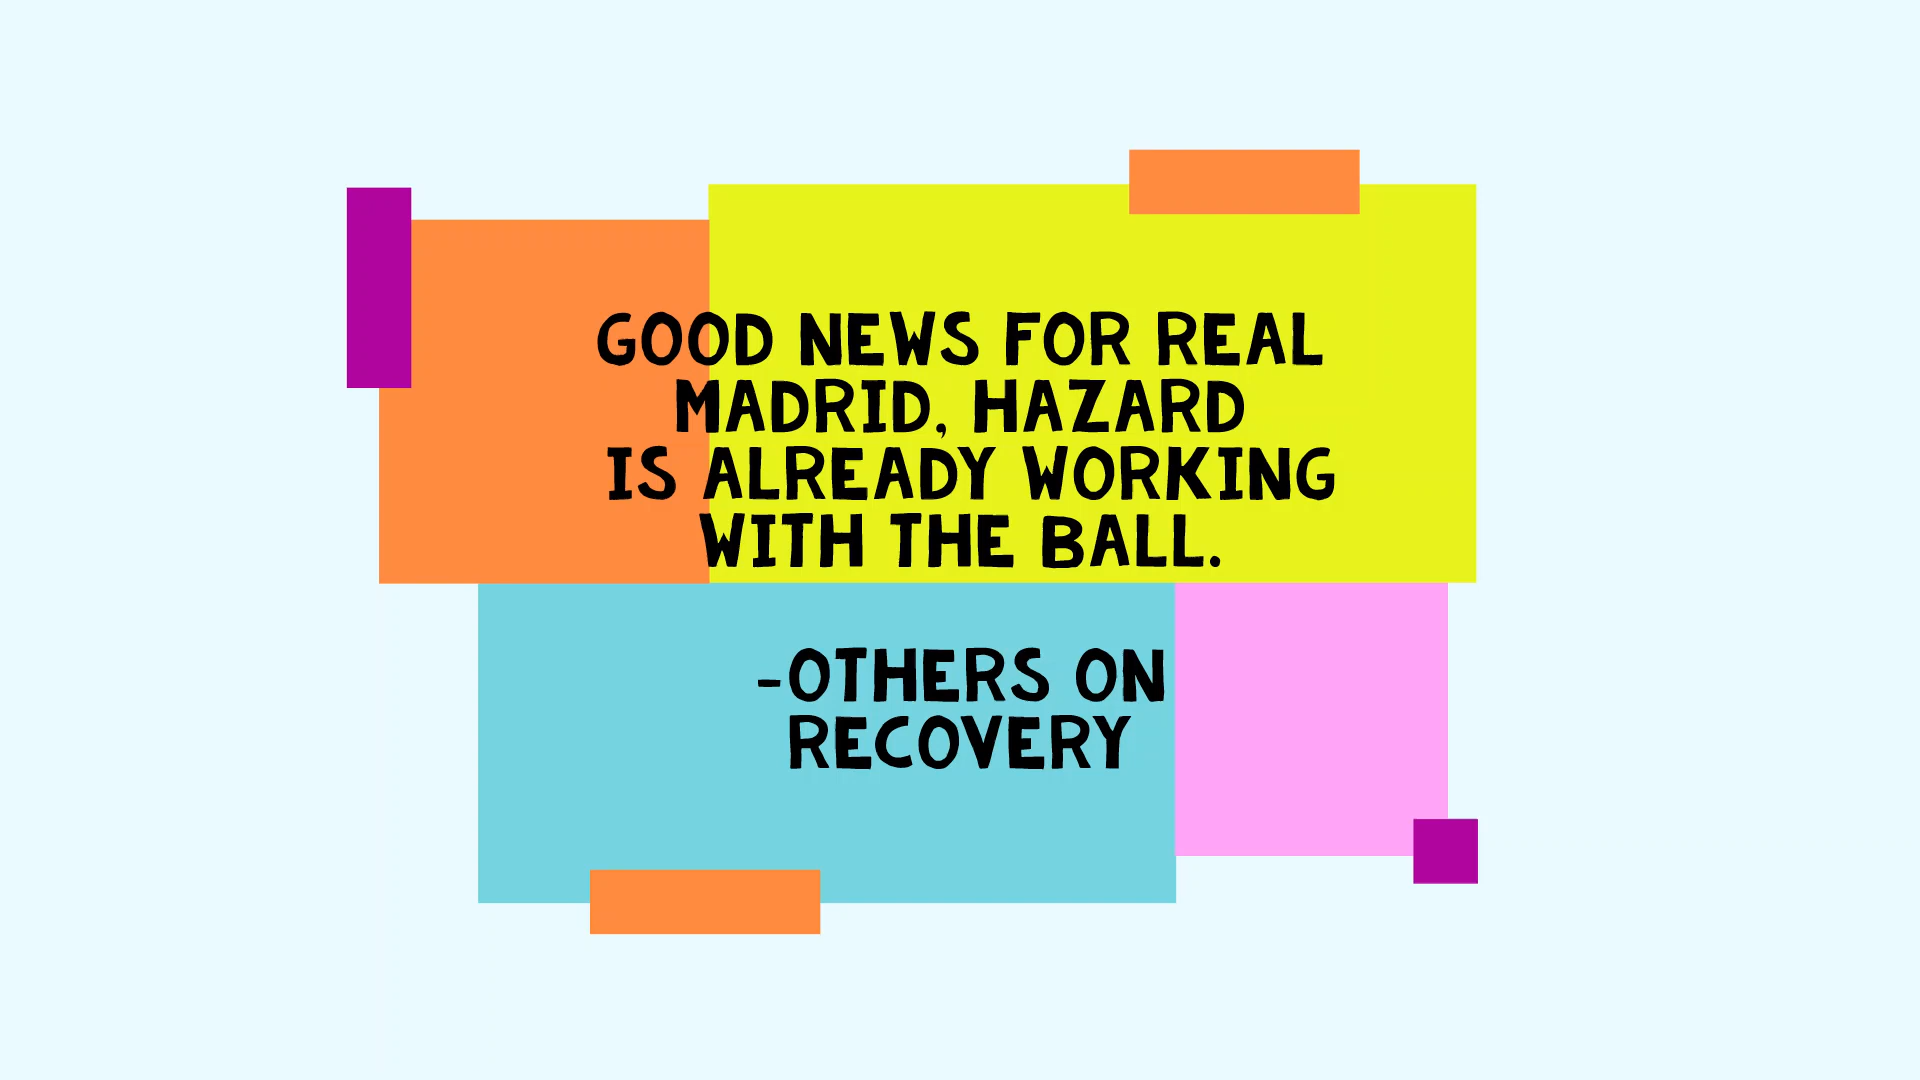 GOOD NEWS FOR REAL
MADRID, HAZARD
IS ALREADY WORKING
WITH THE BALL.
-OTHERS ON
RECOVERY